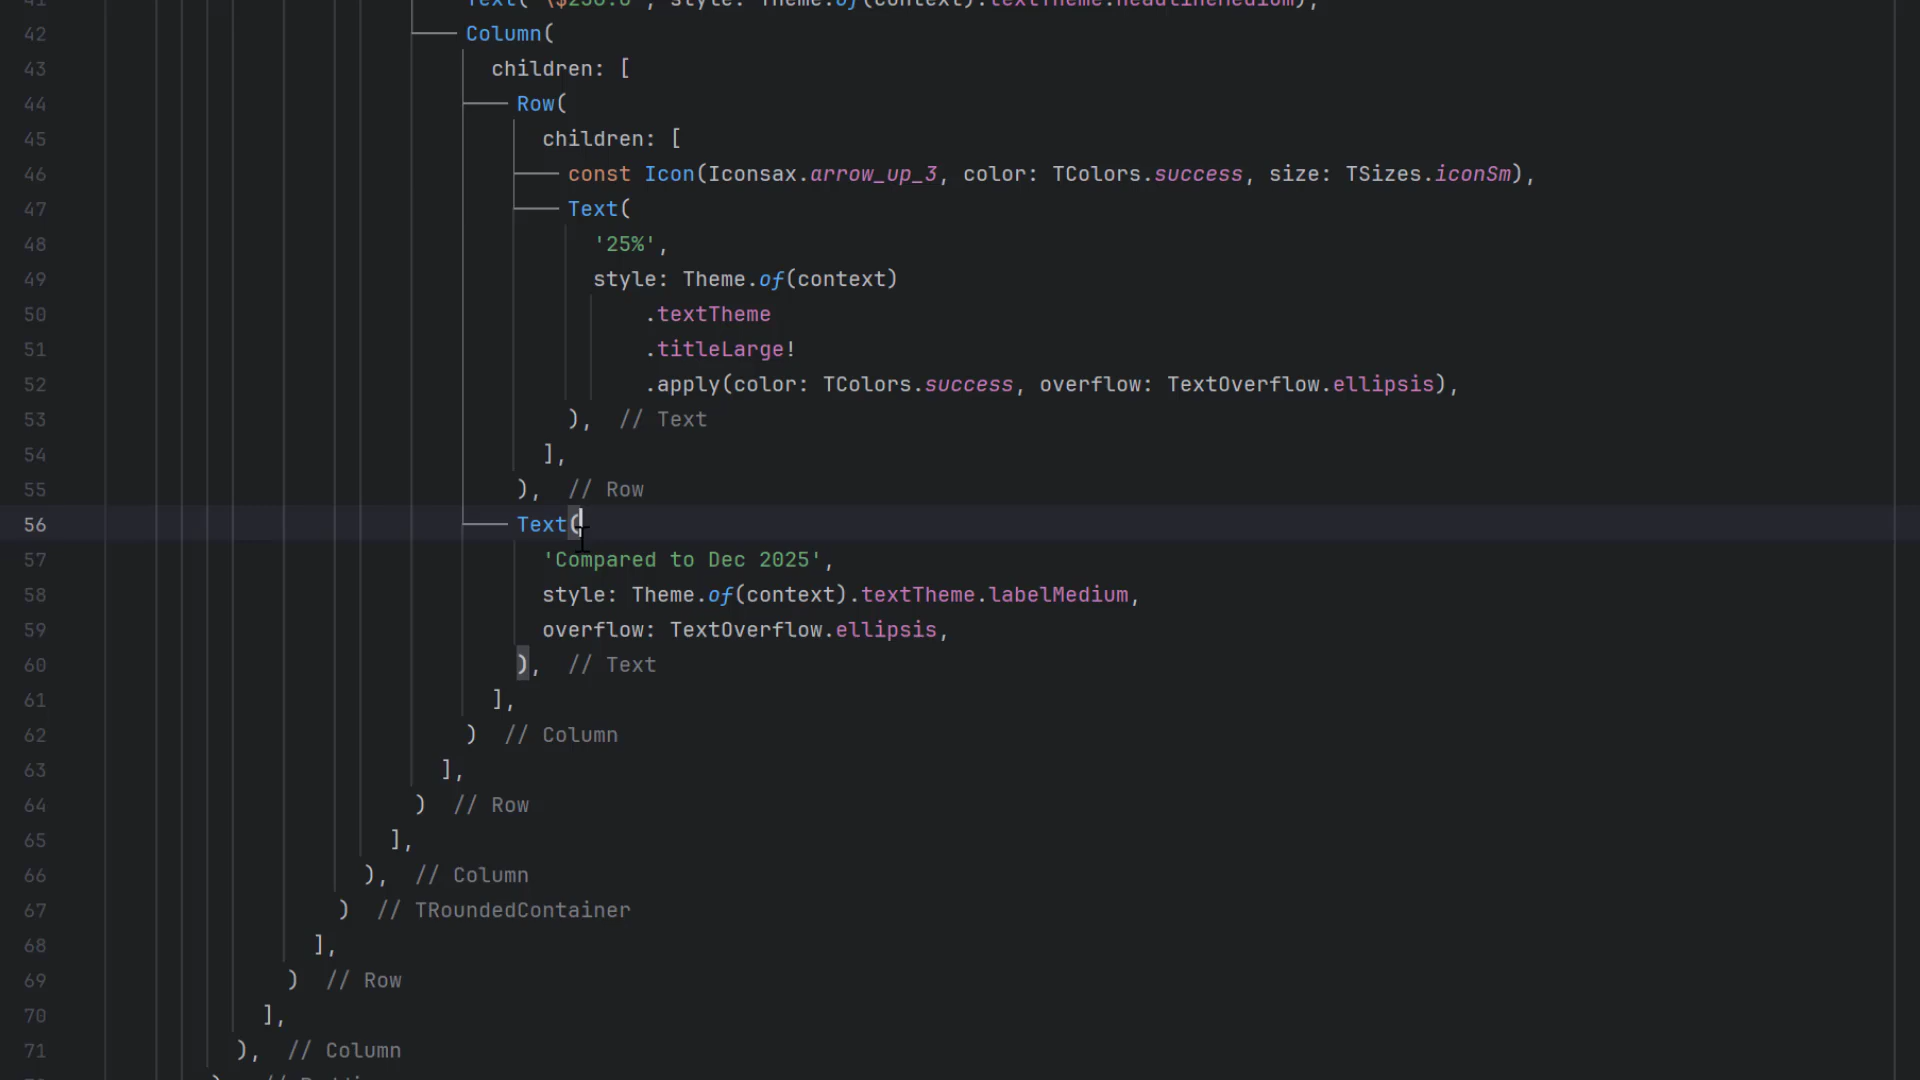 42 Column(
43 children: [
44 Row(
45 children: [
46 const Icon(Iconsax.arrow_up_3, color: TColors.success, size: TSizes.iconSm),
47 Text(
48 '25%',
49 style: Theme.of(context)
50 .textTheme
51 .titleLarge!
52 .apply(color: TColors.success, overflow: TextOverflow.ellipsis),
53 ), // Text
54 ],
55 ), // Row
56 Text(
57 'Compared to Dec 2025',
58 style: Theme.of(context).textTheme.labelMedium,
59 overflow: TextOverflow.ellipsis,
60 ), // Text
61 ],
62 ) // Column
63 ],
64 ) // Row
65 ],
66 ), // Column
67 ) // TRoundedContainer
68 ],
69 ) // Row
70 ],
71 ), // Column